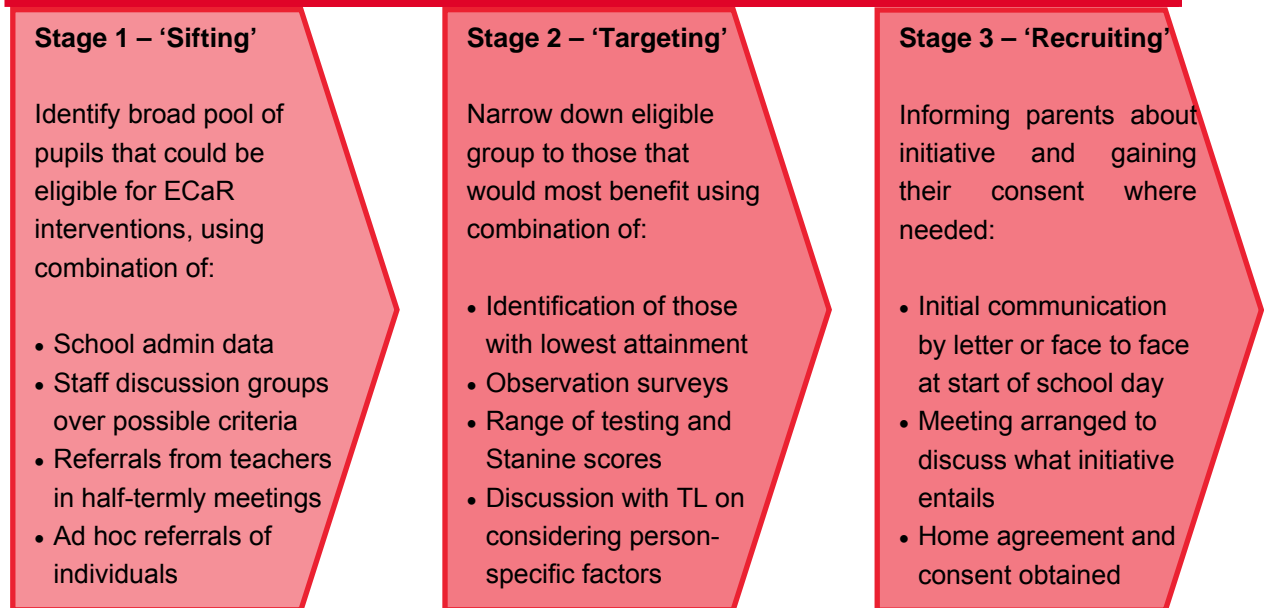 Stage 1 – ‘Sifting’
Identify broad pool of
pupils that could be
eligible for ECaR
interventions, using
combination of:
• School admin data
• Staff discussion groups
over possible criteria
• Referrals from teachers
in half-termly meetings
• Ad hoc referrals of
individuals
Stage 2 – ‘Targeting’
Narrow down eligible
group to those that
would most benefit using
combination of:
• Identification of those
with lowest attainment
• Observation surveys
• Range of testing and
Stanine scores
• Discussion with TL on
considering person-
specific factors
Stage 3 – ‘Recruiting’
Informing parents about
initiative and gaining
their consent where
needed:
• Initial communication
by letter or face to face
at start of school day
• Meeting arranged to
discuss what initiative
entails
• Home agreement and
consent obtained